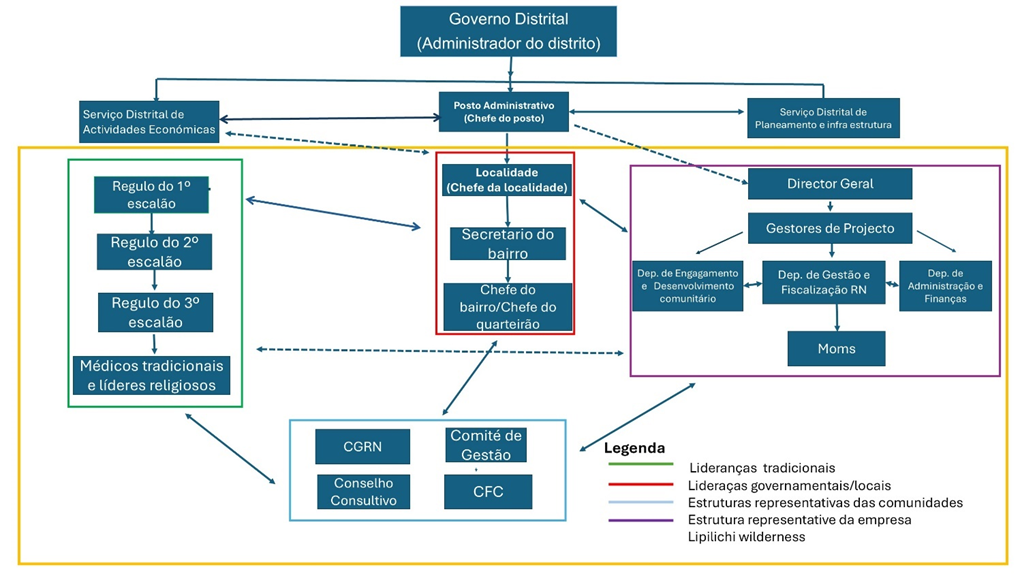 Governo Distrital
(Administrador do distrito)
Serviço Distrital de
Actividades Económicas
Posto Administrativo
(Chefe do posto)
Serviço Distrital de
Planeamento e infra estrutura
Regulo do 1º
escalão
Regulo do 2º
escalão
Regulo do 3º
escalão
Médicos tradicionais
e líderes religiosos
Localidade
(Chefe da localidade)
Secretario do
bairro
Chefe do
bairro/Chefe do
quarteirão
Director Geral
Gestores de Projecto
Dep. de Engagamento
e Desenvolvimento
comunitário
Dep. de Gestão e
Fiscalização RN
Dep. de
Administração e
Finanças
Moms
CGRN
Comité de
Gestão
Conselho
Consultivo
CFC
Legenda
Lideranças tradicionais
Lideraças governamentais/locais
Estruturas representativas das comunidades
Estrutura representative da empresa
Lipilichi wilderness